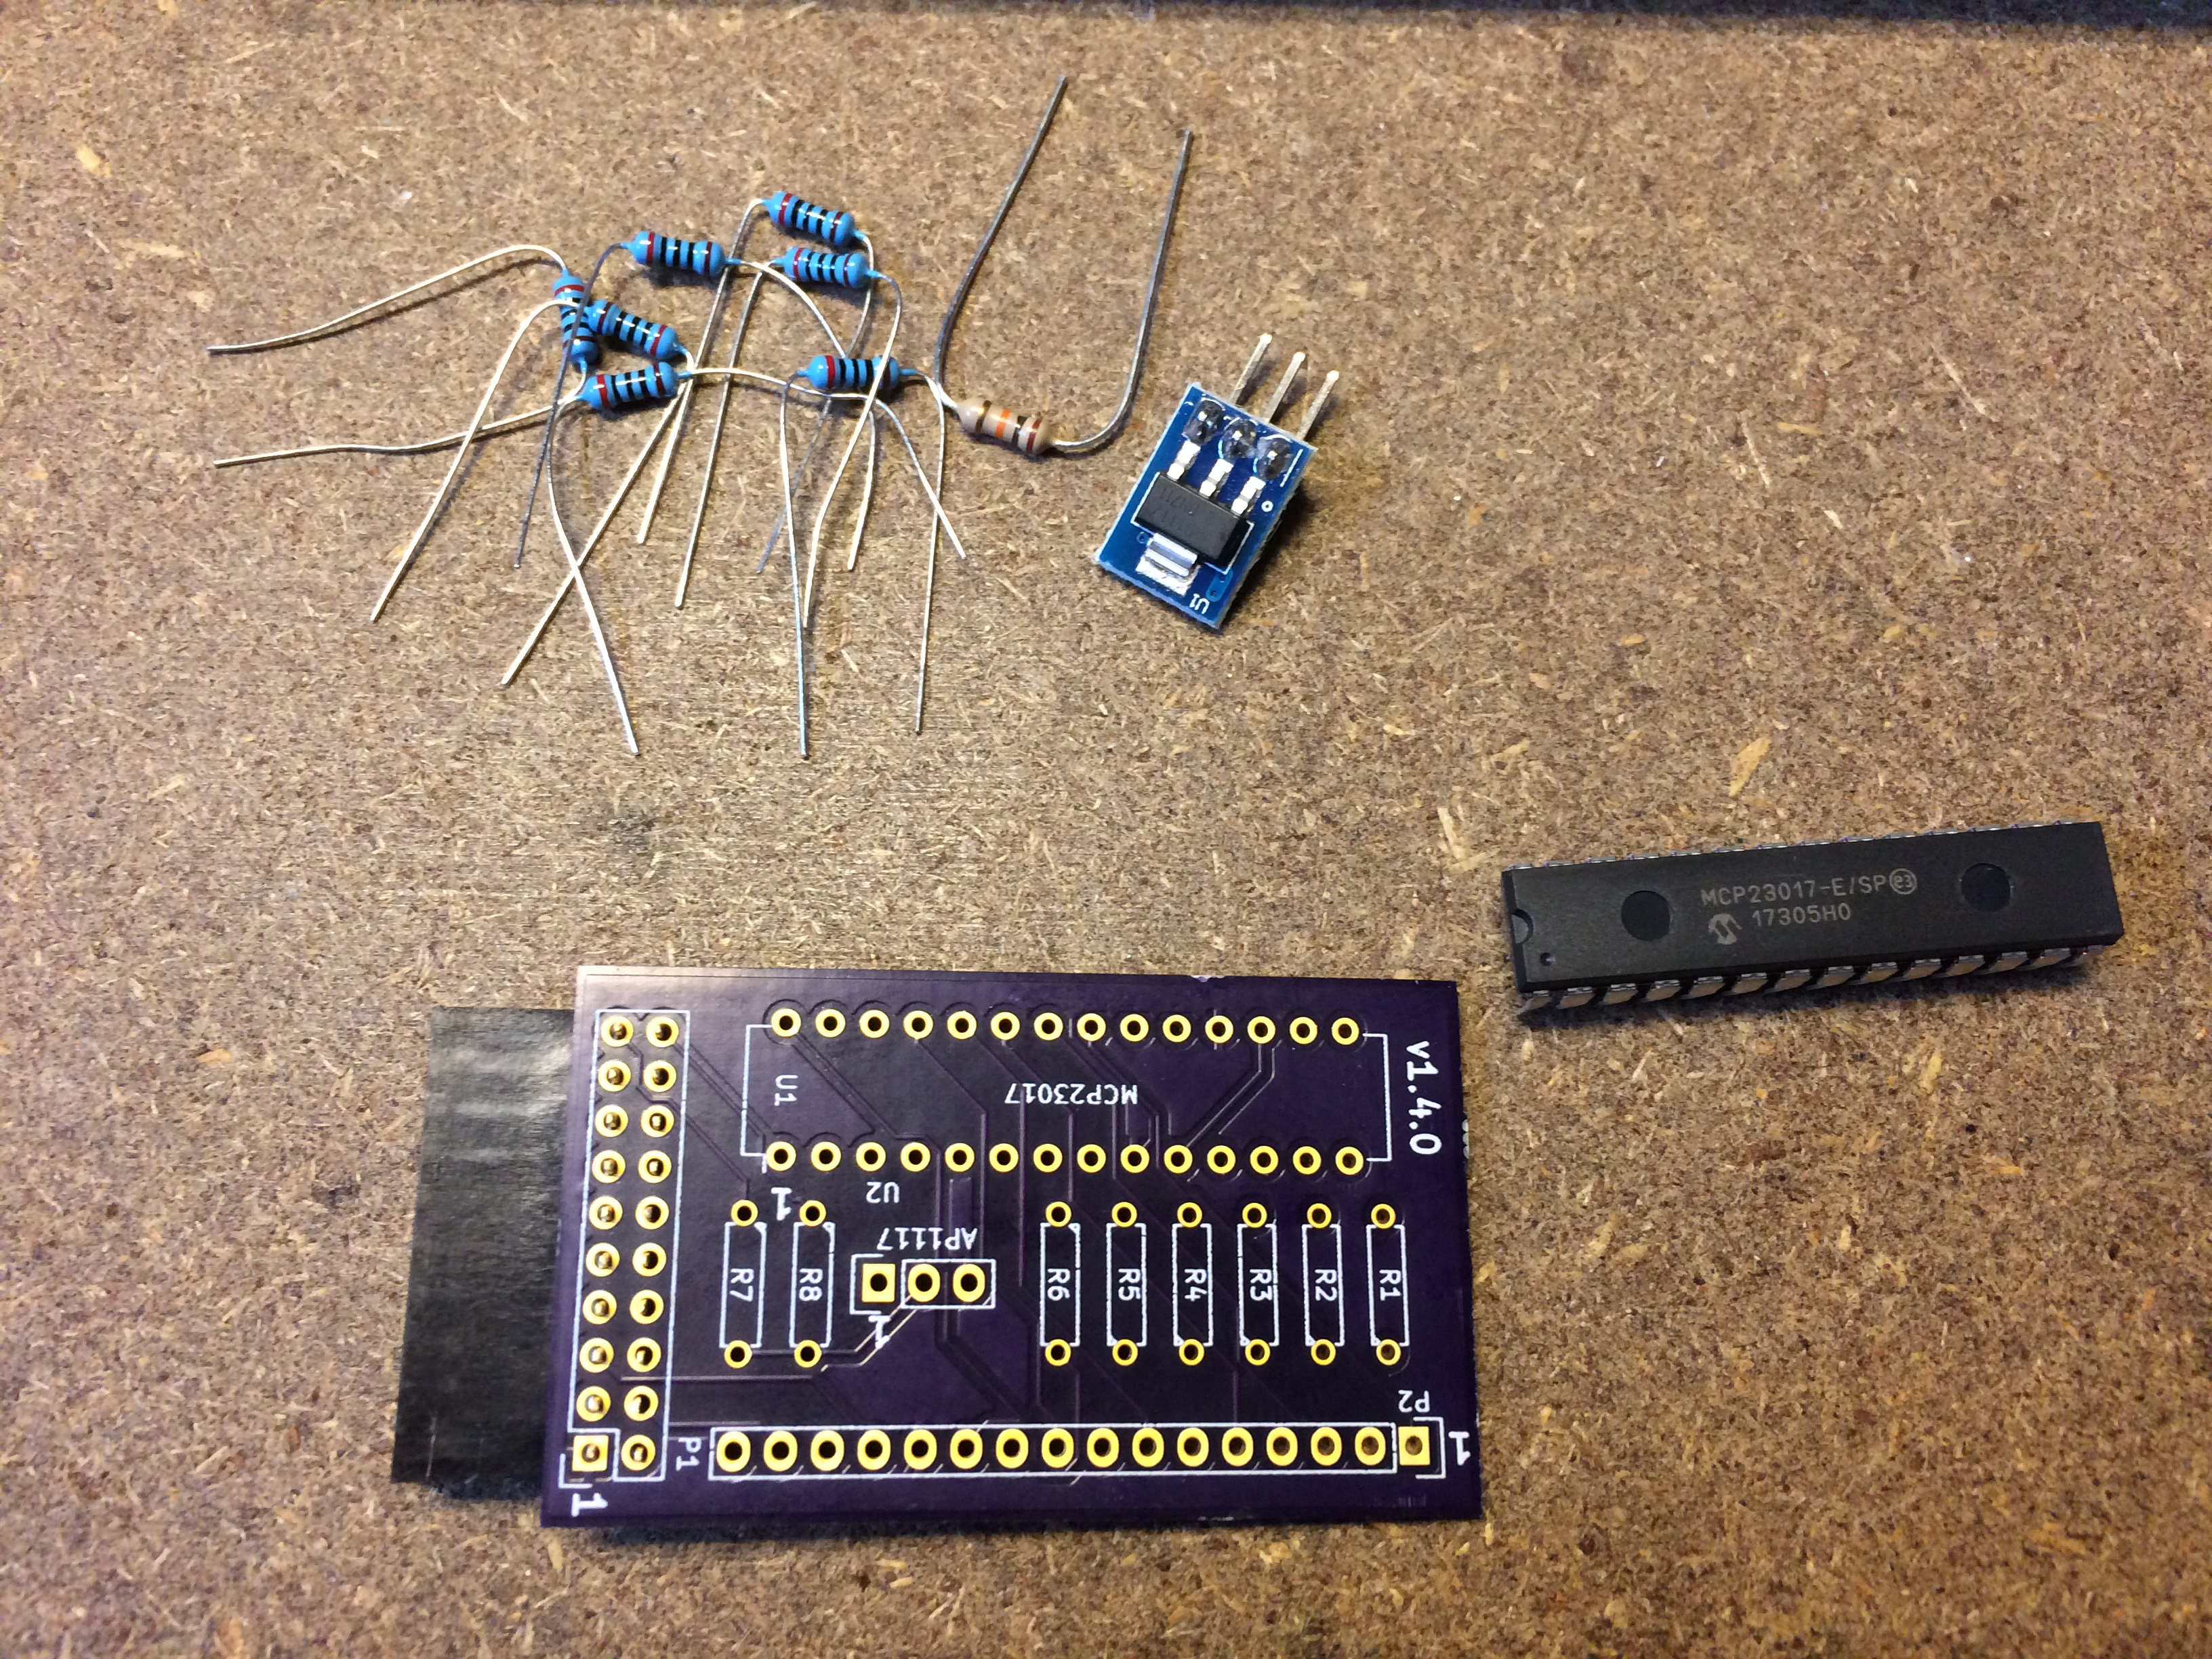 U1
MCP23017-E/SP e3
17305H0
v1.4.0
U1
MCP23017
1
U2
AP1117
R7
R8
1
R6
R5
R4
R3
R2
R1
P2
1
P1
1